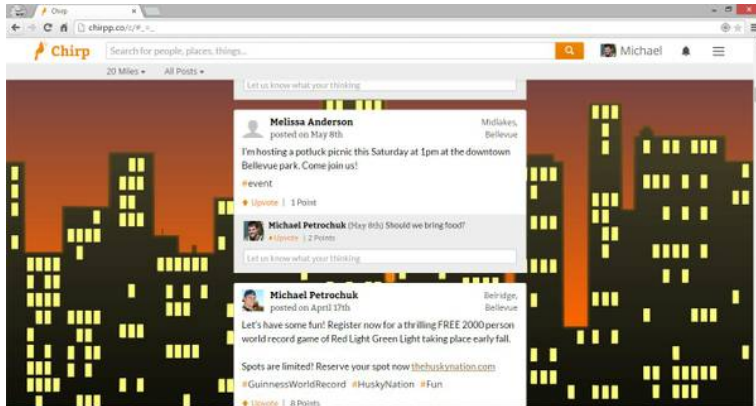 Chirp
chirpp.co/c/#_=_
Chirp
Search for people, places, things...
Michael
20 Miles
All Posts
Let us know what your thinking
Melissa Anderson
Midlakes,
posted on May 8th
Bellevue
I'm hosting a potluck picnic this Saturday at 1pm at the downtown
Bellevue park. Come join us!
#event
Upvote | 1 Point
Michael Petrochuk (May 8th) Should we bring food?
Upvote | 2 Points
Let us know what your thinking
Michael Petrochuk
Belridge,
posted on April 17th
Bellevue
Let's have some fun! Register now for a thrilling FREE 2000 person
world record game of Red Light Green Light taking place early fall.
Spots are limited? Reserve your spot now thehuskynation.com
#GuinnessWorldRecord #HuskyNation #Fun
Upvote | 8 Points